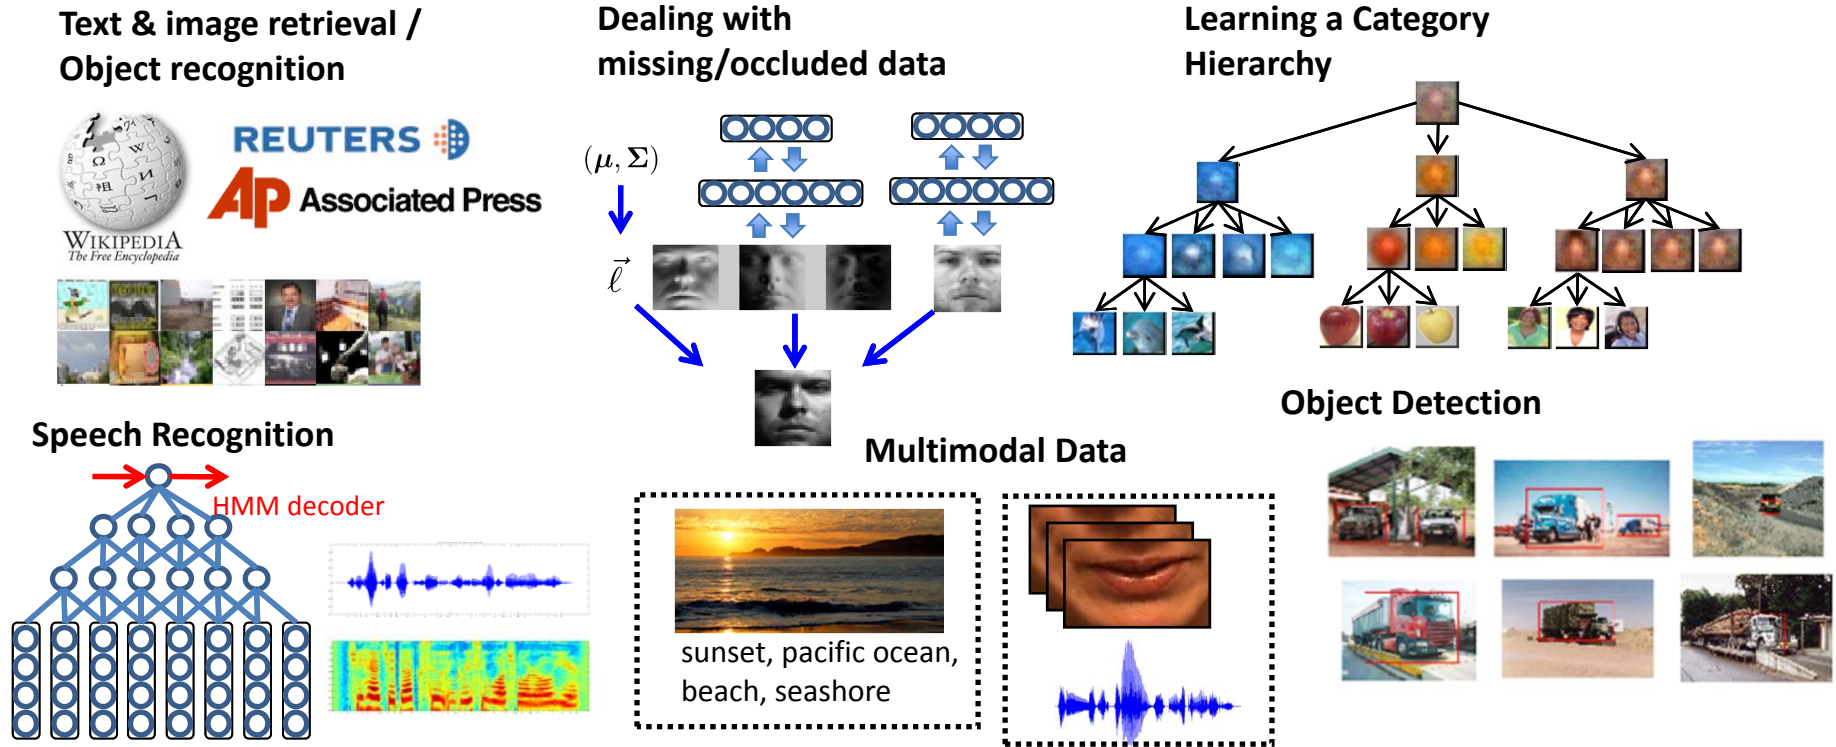 Text & image retrieval /
Object recognition
REUTERS
AP Associated Press
WIKIPEDIA
The Free Encyclopedia
Dealing with
missing/occluded data
(μ, Σ)
ℓ⃗
Learning a Category
Hierarchy
Speech Recognition
HMM decoder
Multimodal Data
sunset, pacific ocean,
beach, seashore
Object Detection